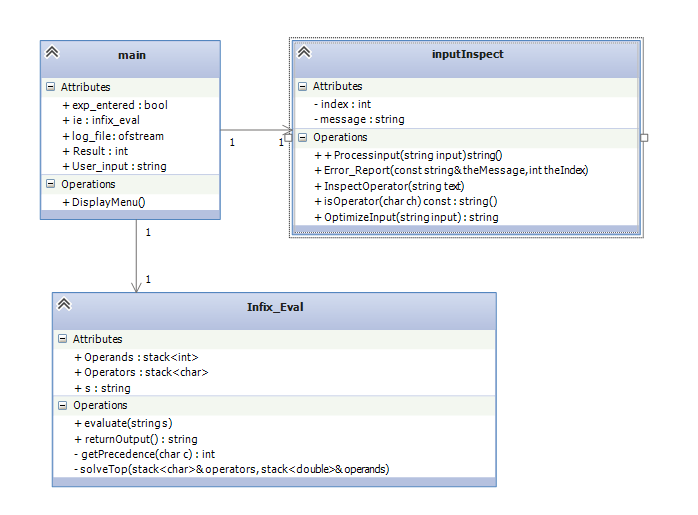 main
Attributes
+ exp_entered : bool
+ ie : infix_eval
+ log_file: ofstream
+ Result : int
+ User_input : string
Operations
+ DisplayMenu()
inputInspect
Attributes
- index : int
- message : string
Operations
+ + Processinput(string input)string()
+ Error_Report(const string&theMessage,int theIndex)
+ InspectOperator(string text)
+ isOperator(char ch) const : string()
+ OptimizeInput(string input) : string
1
1
1
1
Infix_Eval
Attributes
+ Operands : stack<int>
+ Operators : stack<char>
+ s : string
Operations
+ evaluate(string s)
+ returnOutput() : string
- getPrecedence(char c) : int
- solveTop(stack<char>& operators, stack<double>& operands)